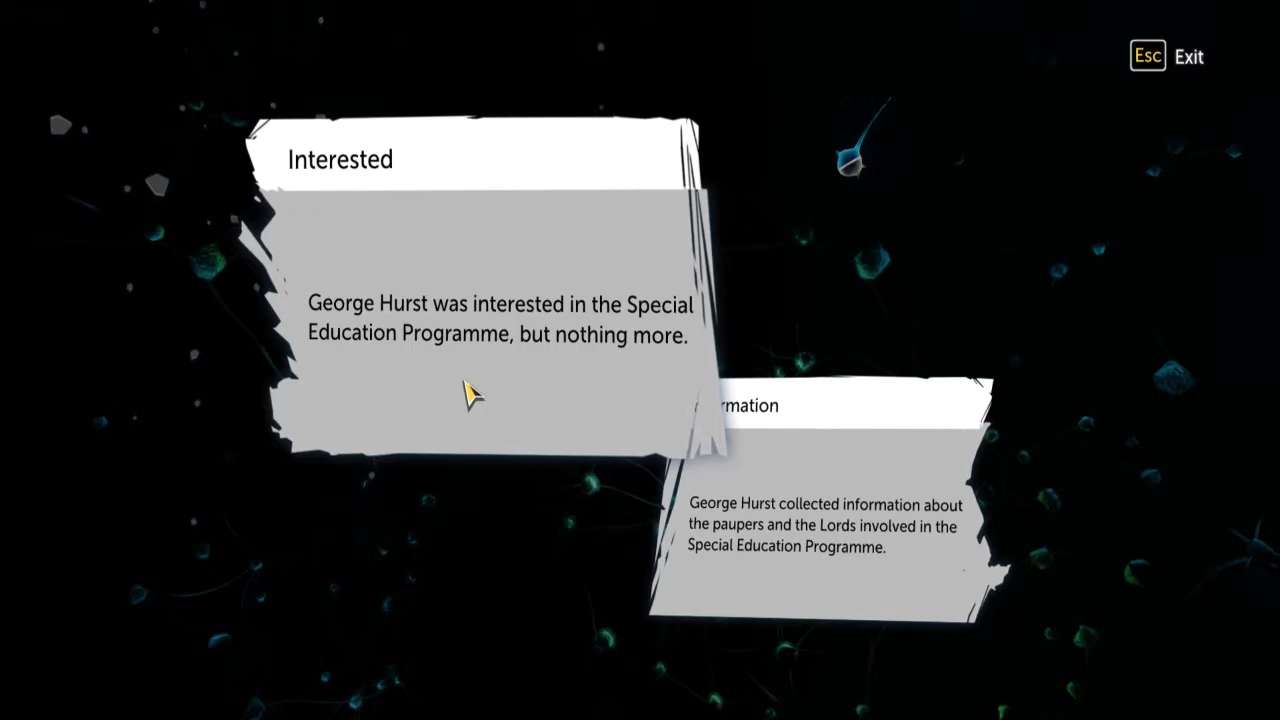 Esc Exit
Interested
George Hurst was interested in the Special
Education Programme, but nothing more.
rmation
George Hurst collected information about
the paupers and the Lords involved in the
Special Education Programme.